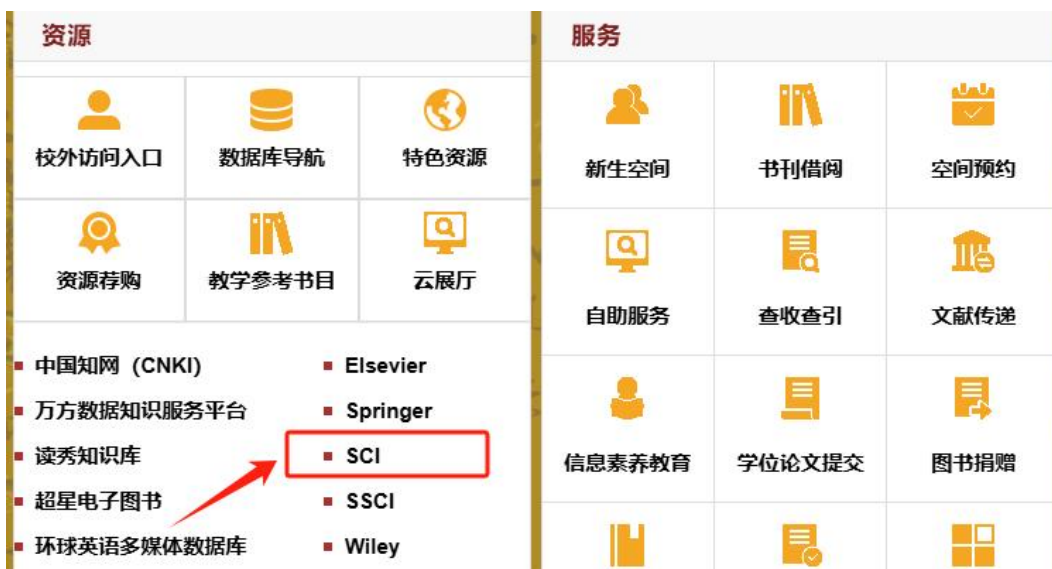 资源
校外访问入口
数据库导航
特色资源
资源荐购
教学参考书目
云展厅
中国知网 (CNKI)
万方数据知识服务平台
读秀知识库
超星电子图书
环球英语多媒体数据库
Elsevier
Springer
SCI
SSCI
Wiley
服务
新生空间
书刊借阅
空间预约
自助服务
查收查引
文献传递
信息素养教育
学位论文提交
图书捐赠